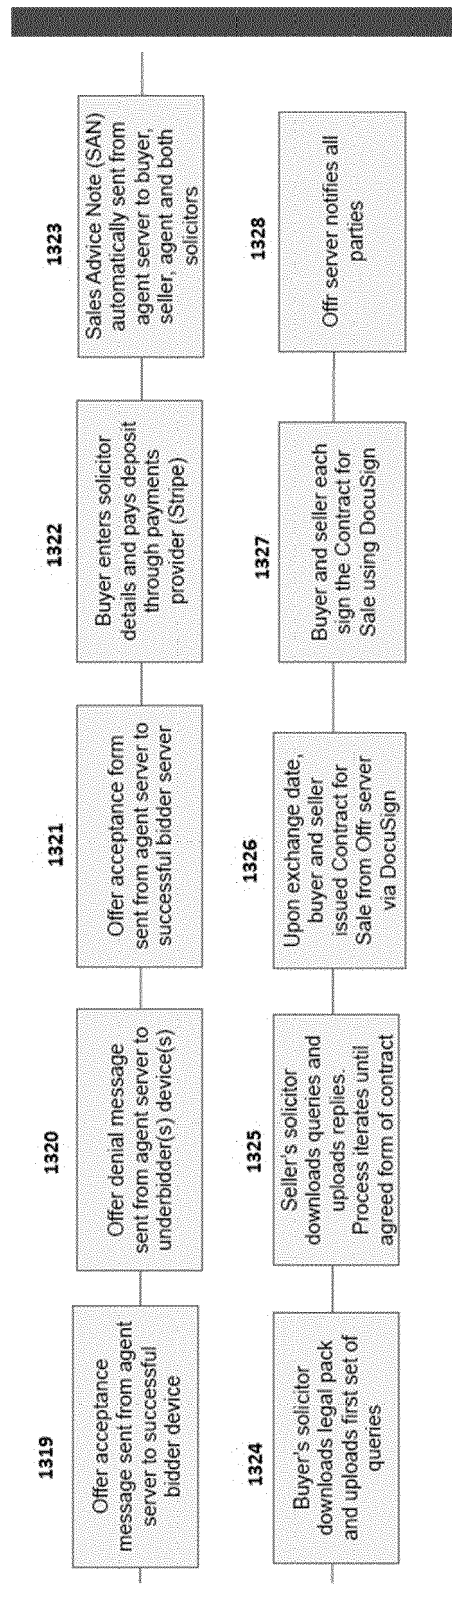 1319
Offer acceptance
message sent from agent
server to successful
bidder device
1320
Offer denial message
sent from agent server to
underbidder(s) device(s)
1321
Offer acceptance form
sent from agent server to
successful bidder server
1322
Buyer enters solicitor
details and pays deposit
through payments
provider (Stripe)
1323
Sales Advice Note (SAN)
automatically sent from
agent server to buyer,
seller, agent and both
solicitors
1324
Buyer's solicitor
downloads legal pack
and uploads first set of
queries
1325
Seller's solicitor
downloads queries and
uploads replies.
Process iterates until
agreed form of contract
1326
Upon exchange date,
buyer and seller
issued Contract for
Sale from Offr server
via DocuSign
1327
Buyer and seller each
sign the Contract for
Sale using DocuSign
1328
Offr server notifies all
parties